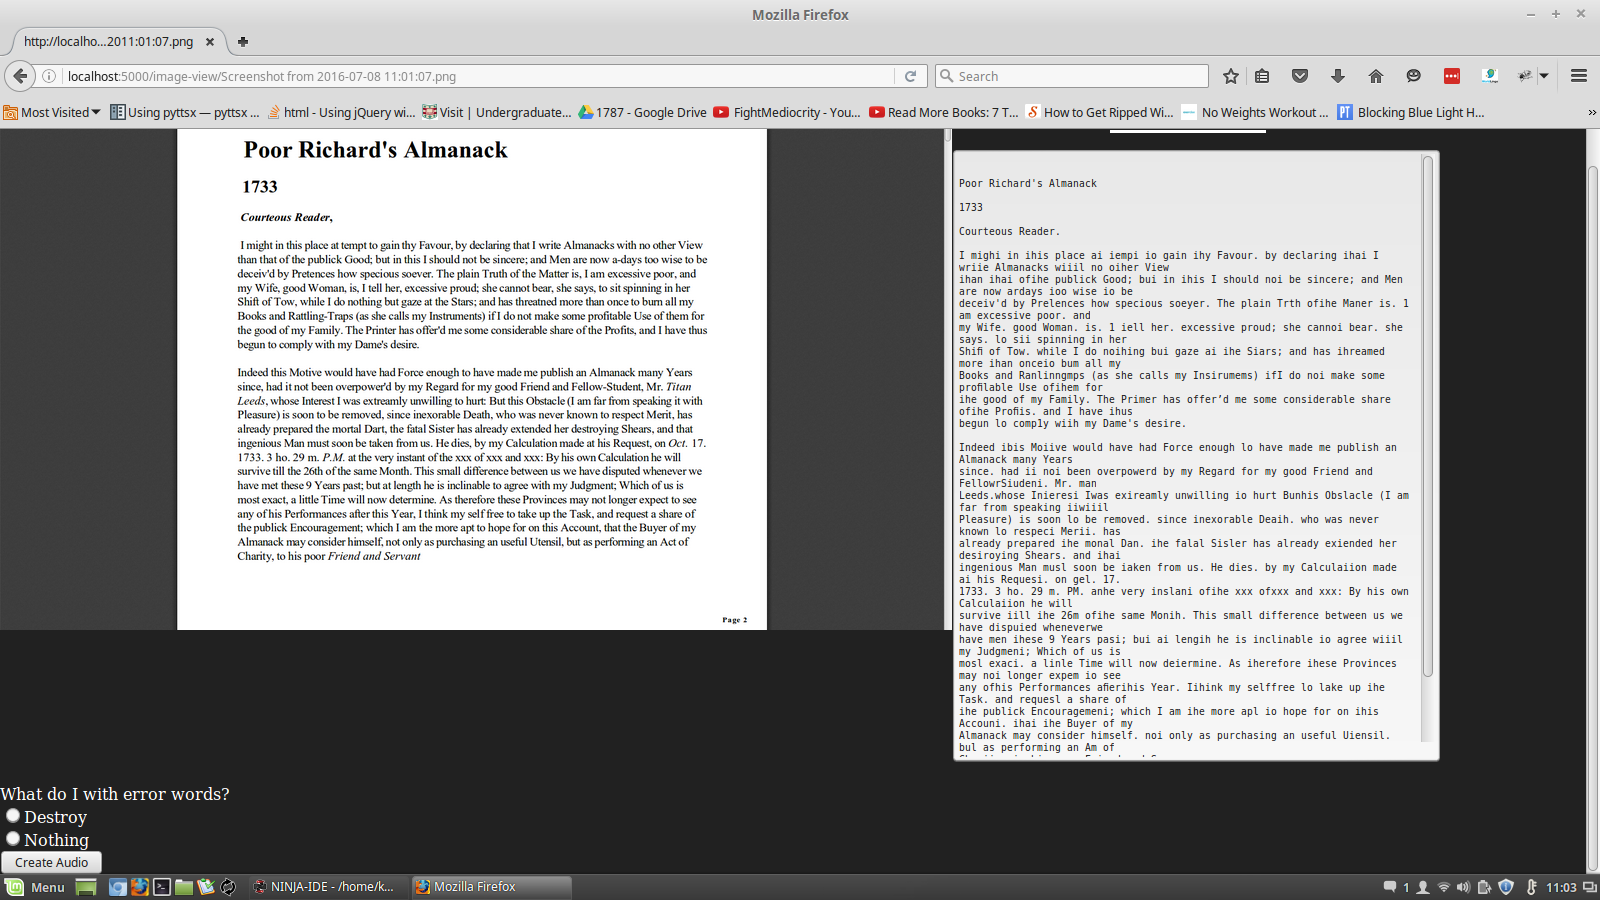 Mozilla Firefox
http://localho...2011:01:07.png
localhost:5000/image-view/Screenshot from 2016-07-08 11:01:07.png
Search
Most Visited
Using pyttsx — pyttsx ...
html - Using jQuery wi...
Visit | Undergraduate...
1787 - Google Drive
FightMediocrity - You...
Read More Books: 7 T...
How to Get Ripped Wi...
No Weights Workout ...
PT Blocking Blue Light H...
Poor Richard's Almanack
1733
Courteous Reader,
I might in this place at tempt to gain thy Favour, by declaring that I write Almanacks with no other View
than that of the publick Good; but in this I should not be sincere; and Men are now a-days too wise to be
deceiv'd by Pretences how specious soever. The plain Truth of the Matter is, I am excessive poor, and
my Wife, good Woman, is, I tell her, excessive proud; she cannot bear, she says, to sit spinning in her
Shift of Tow, while I do nothing but gaze at the Stars; and has threatned more than once to burn all my
Books and Rattling-Traps (as she calls my Instruments) if I do not make some profitable Use of them for
the good of my Family. The Printer has offer'd me some considerable share of the Profits, and I have thus
begun to comply with my Dame's desire.
Indeed this Motive would have had Force enough to have made me publish an Almanack many Years
since, had it not been overpower'd by my Regard for my good Friend and Fellow-Student, Mr. Titan
Leeds, whose Interest I was extreamly unwilling to hurt: But this Obstacle (I am far from speaking it with
Pleasure) is soon to be removed, since inexorable Death, who was never known to respect Merit, has
already prepared the mortal Dart, the fatal Sister has already extended her destroying Shears, and that
ingenious Man must soon be taken from us. He dies, by my Calculation made at his Request, on Oct. 17.
1733. 3 ho. 29 m. P.M. at the very instant of the xxx of xxx and xxx: By his own Calculation he will
survive till the 26th of the same Month. This small difference between us we have disputed whenever we
have met these 9 Years past; but at length he is inclinable to agree with my Judgment; Which of us is
most exact, a little Time will now determine. As therefore these Provinces may not longer expect to see
any of his Performances after this Year, I think my self free to take up the Task, and request a share of
the publick Encouragement; which I am the more apt to hope for on this Account, that the Buyer of my
Almanack may consider himself, not only as purchasing an useful Utensil, but as performing an Act of
Charity, to his poor Friend and Servant
Page 2
Poor Richard's Almanack
1733
Courteous Reader.
I mighi in ihis place ai iempi io gain ihy Favour. by declaring ihai I
wriie Almanacks wiiil no oiher View
ihan ihai ofihe publick Good; bui in ihis I should noi be sincere; and Men
are now ardays ioo wise io be
deceiv'd by Prelences how specious soeyer. The plain Trth ofihe Maner is. 1
am excessive poor. and
my Wife. good Woman. is. 1 iell her. excessive proud; she cannoi bear. she
says. lo sii spinning in her
Shifi of Tow. while I do noihing bui gaze ai ihe Siars; and has ihreamed
more ihan onceio bum all my
Books and Ranlinngmps (as she calls my Insirumems) ifI do noi make some
profilable Use ofihem for
ihe good of my Family. The Primer has offer’d me some considerable share
ofihe Profiis. and I have ihus
begun lo comp1y wiih my Dame's desire.
Indeed ibis Moiive would have had Force enough lo have made me publish an
Almanack many Years
since. had ii noi been overpowerd by my Regard for my good Friend and
FellowrSiudeni. Mr. man
Leeds.whose Inieresi Iwas exireamly unwilling io hurt Bunhis Obslacle (I am
far from speaking iiwiiil
Pleasure) is soon lo be removed. since inexorable Deaih. who was never
known lo respeci Merii. has
already prepared ihe monal Dan. ihe falal Sisler has already exiended her
desiroying Shears. and ihai
ingenious Man musl soon be iaken from us. He dies. by my Calculaiion made
ai his Requesi. on gel. 17.
1733. 3 ho. 29 m. PM. anhe very inslani ofihe xxx ofxxx and xxx: By his own
Calculaiion he will
survive iill ihe 26m ofihe same Monih. This small difference between us we
have dispuied wheneverwe
have men ihese 9 Years pasi; bui ai lengih he is inclinable io agree wiiil
my Judgmeni; Which of us is
mosl exaci. a linle Time will now deiermine. As iherefore ihese Provinces
may noi longer expem io see
any ofhis Performances afierihis Year. Iihink my selffree lo lake up ihe
Task. and requesl a share of
ihe publick Encouragemeni; which I am ihe more apl io hope for on ihis
Accouni. ihai ihe Buyer of my
Almanack may consider himself. noi only as purchasing an useful Uiensil.
bul as performing an Am of
What do I with error words?
Destroy
Nothing
Create Audio
Menu
NINJA-IDE - /home/k...
Mozilla Firefox
1
11:03